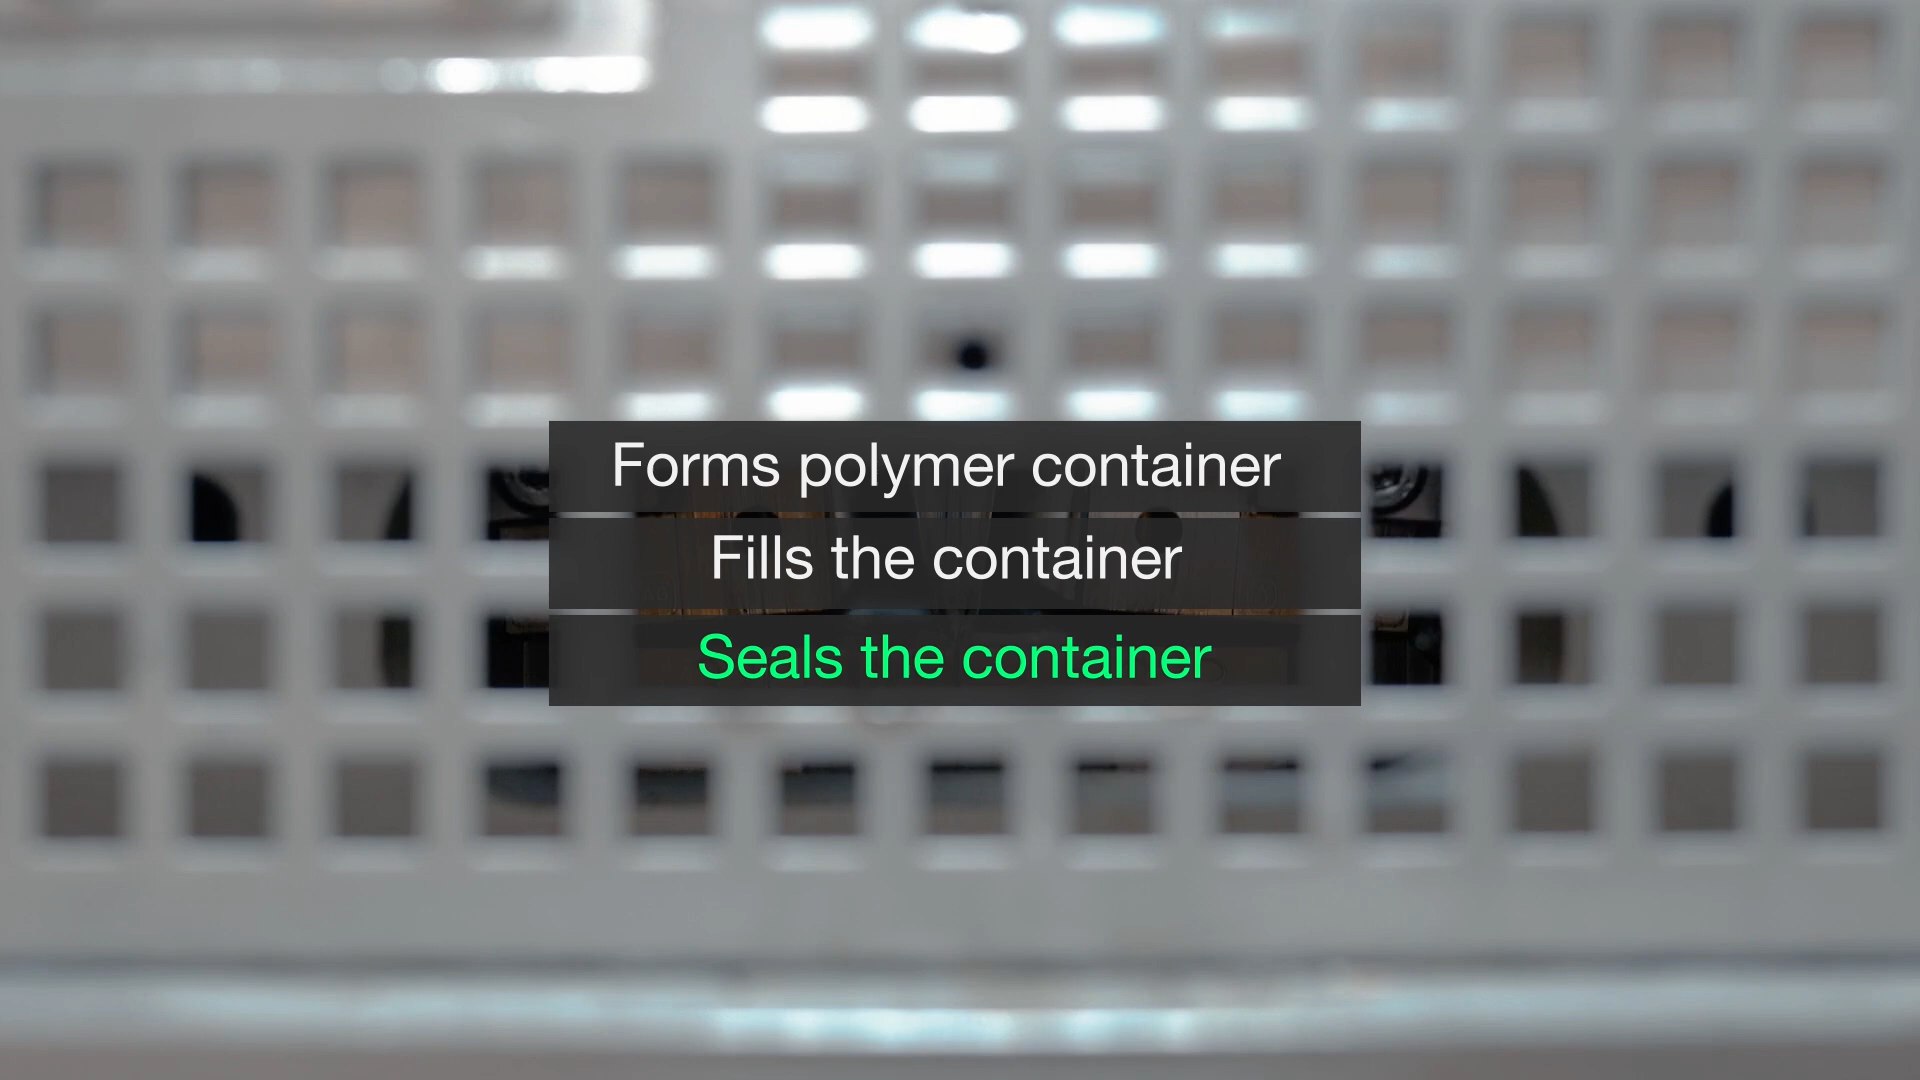 Forms polymer container
Fills the container
Seals the container